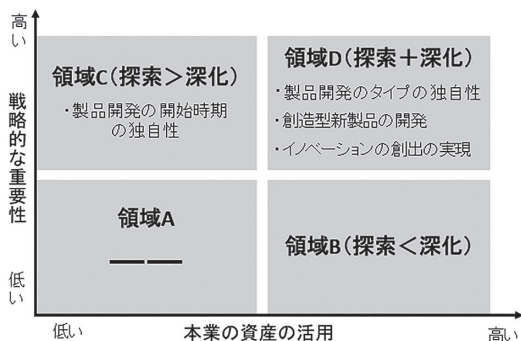 高い
戦略的な重要性
低い
領域C(探索＞深化)
・製品開発の開始時期
の独自性
領域D(探索＋深化)
・製品開発のタイプの独自性
・創造型新製品の開発
・イノベーションの創出の実現
領域A
領域B(探索＜深化)
低い
本業の資産の活用
高い